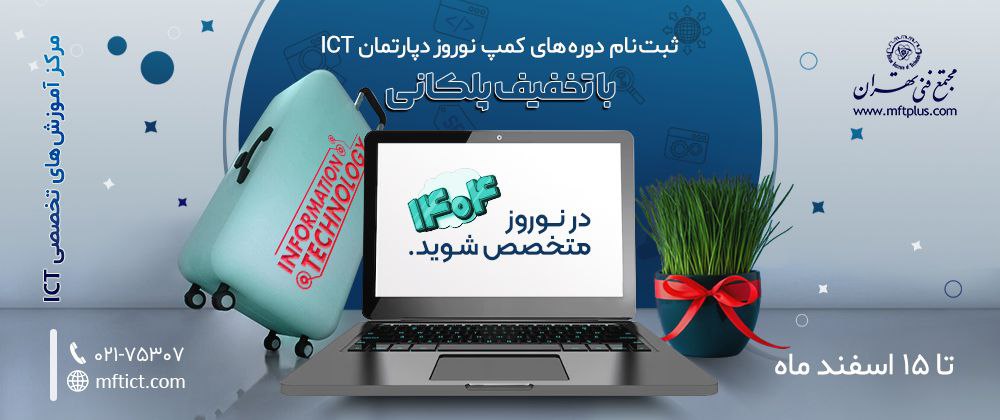 ثبت‌نام دوره‌های کمپ نوروز دپارتمان ICT
با تخفیف پلکانی
مجتمع فنی تهران
www.mftplus.com
مرکز آموزش‌های تخصصی ICT
INFORMATION
TECHNOLOGY
۱۴۰۴
در نوروز
متخصص شوید.
تا ۱۵ اسفند ماه
۰۲۱-۷۵۳۰۷
mftict.com